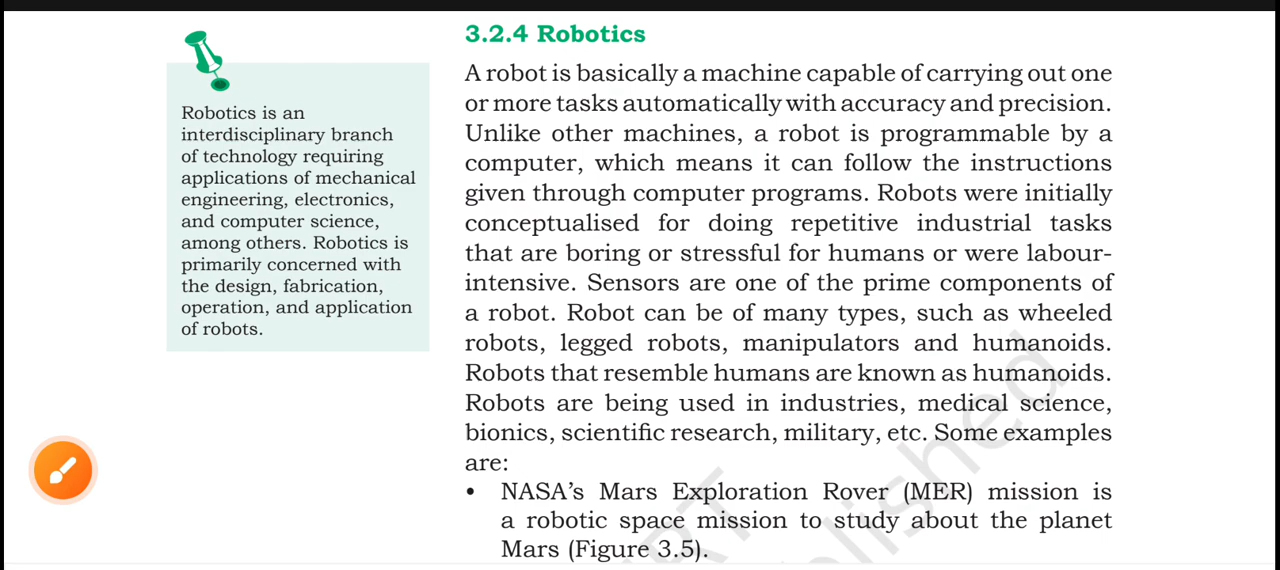 3.2.4 Robotics
Robotics is an
interdisciplinary branch
of technology requiring
applications of mechanical
engineering, electronics,
and computer science,
among others. Robotics is
primarily concerned with
the design, fabrication,
operation, and application
of robots.
A robot is basically a machine capable of carrying out one
or more tasks automatically with accuracy and precision.
Unlike other machines, a robot is programmable by a
computer, which means it can follow the instructions
given through computer programs. Robots were initially
conceptualised for doing repetitive industrial tasks
that are boring or stressful for humans or were labour-
intensive. Sensors are one of the prime components of
a robot. Robot can be of many types, such as wheeled
robots, legged robots, manipulators and humanoids.
Robots that resemble humans are known as humanoids.
Robots are being used in industries, medical science,
bionics, scientific research, military, etc. Some examples
are:
• NASA’s Mars Exploration Rover (MER) mission is
a robotic space mission to study about the planet
Mars (Figure 3.5).